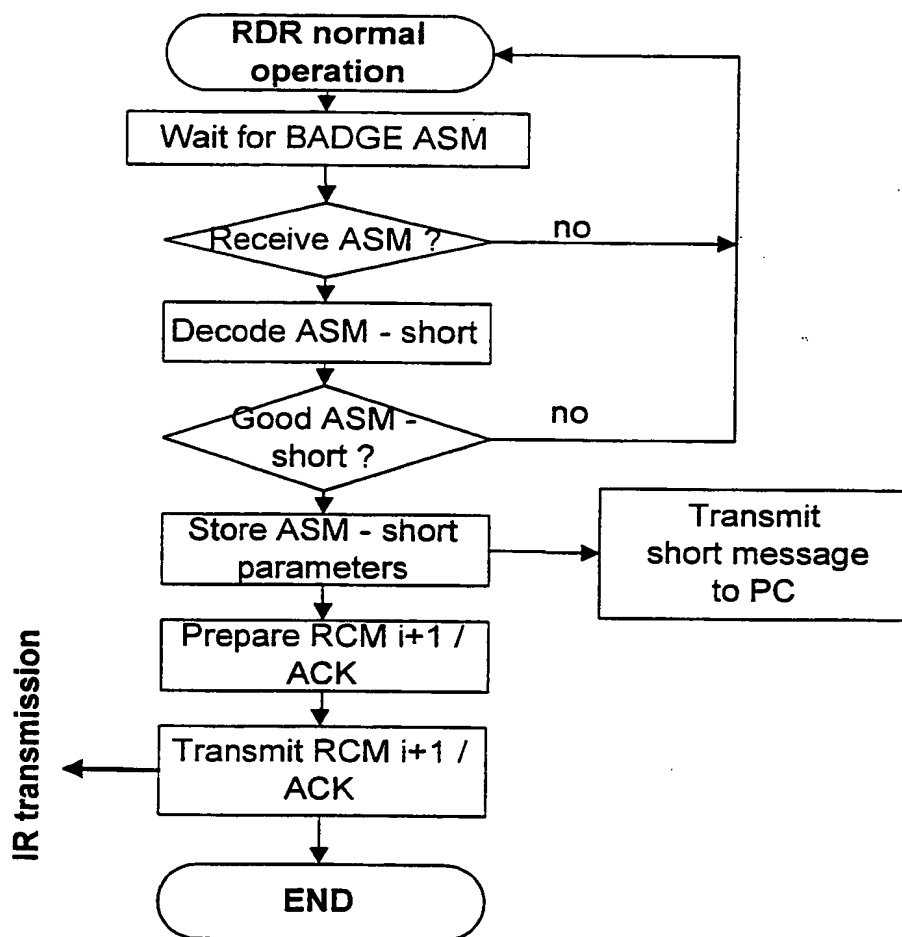 RDR normal
operation
Wait for BADGE ASM
Receive ASM ?
no
Decode ASM - short
Good ASM -
short ?
no
Store ASM - short
parameters
Transmit
short message
to PC
Prepare RCM i+1 /
ACK
Transmit RCM i+1 /
ACK
IR transmission
END